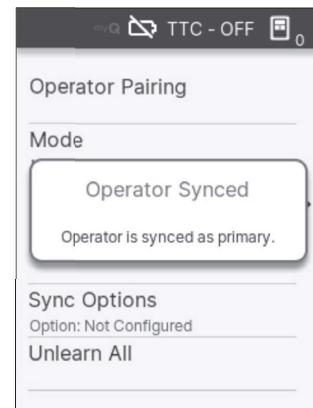 myQ TTC - OFF 0
Operator Pairing
Mode
Operator Synced
Operator is synced as primary.
Sync Options
Option: Not Configured
Unlearn All